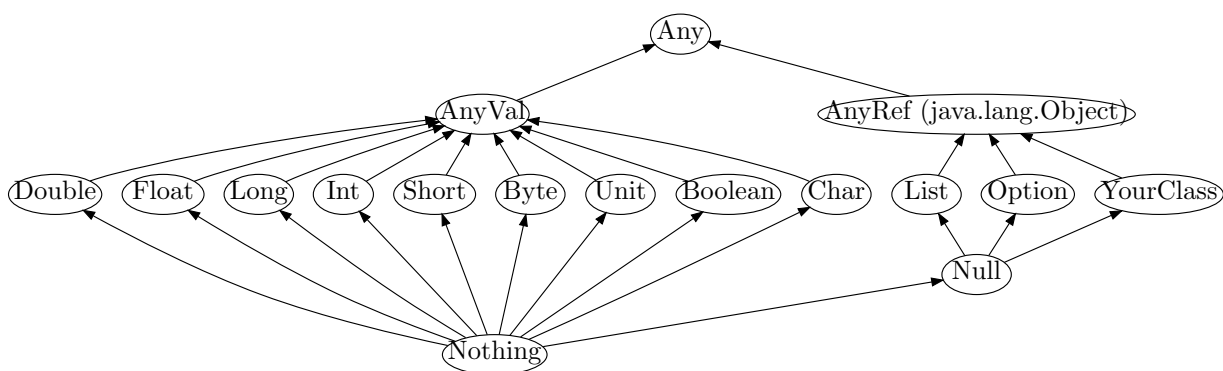 Any
AnyVal
AnyRef (java.lang.Object)
Double
Float
Long
Int
Short
Byte
Unit
Boolean
Char
List
Option
YourClass
Null
Nothing